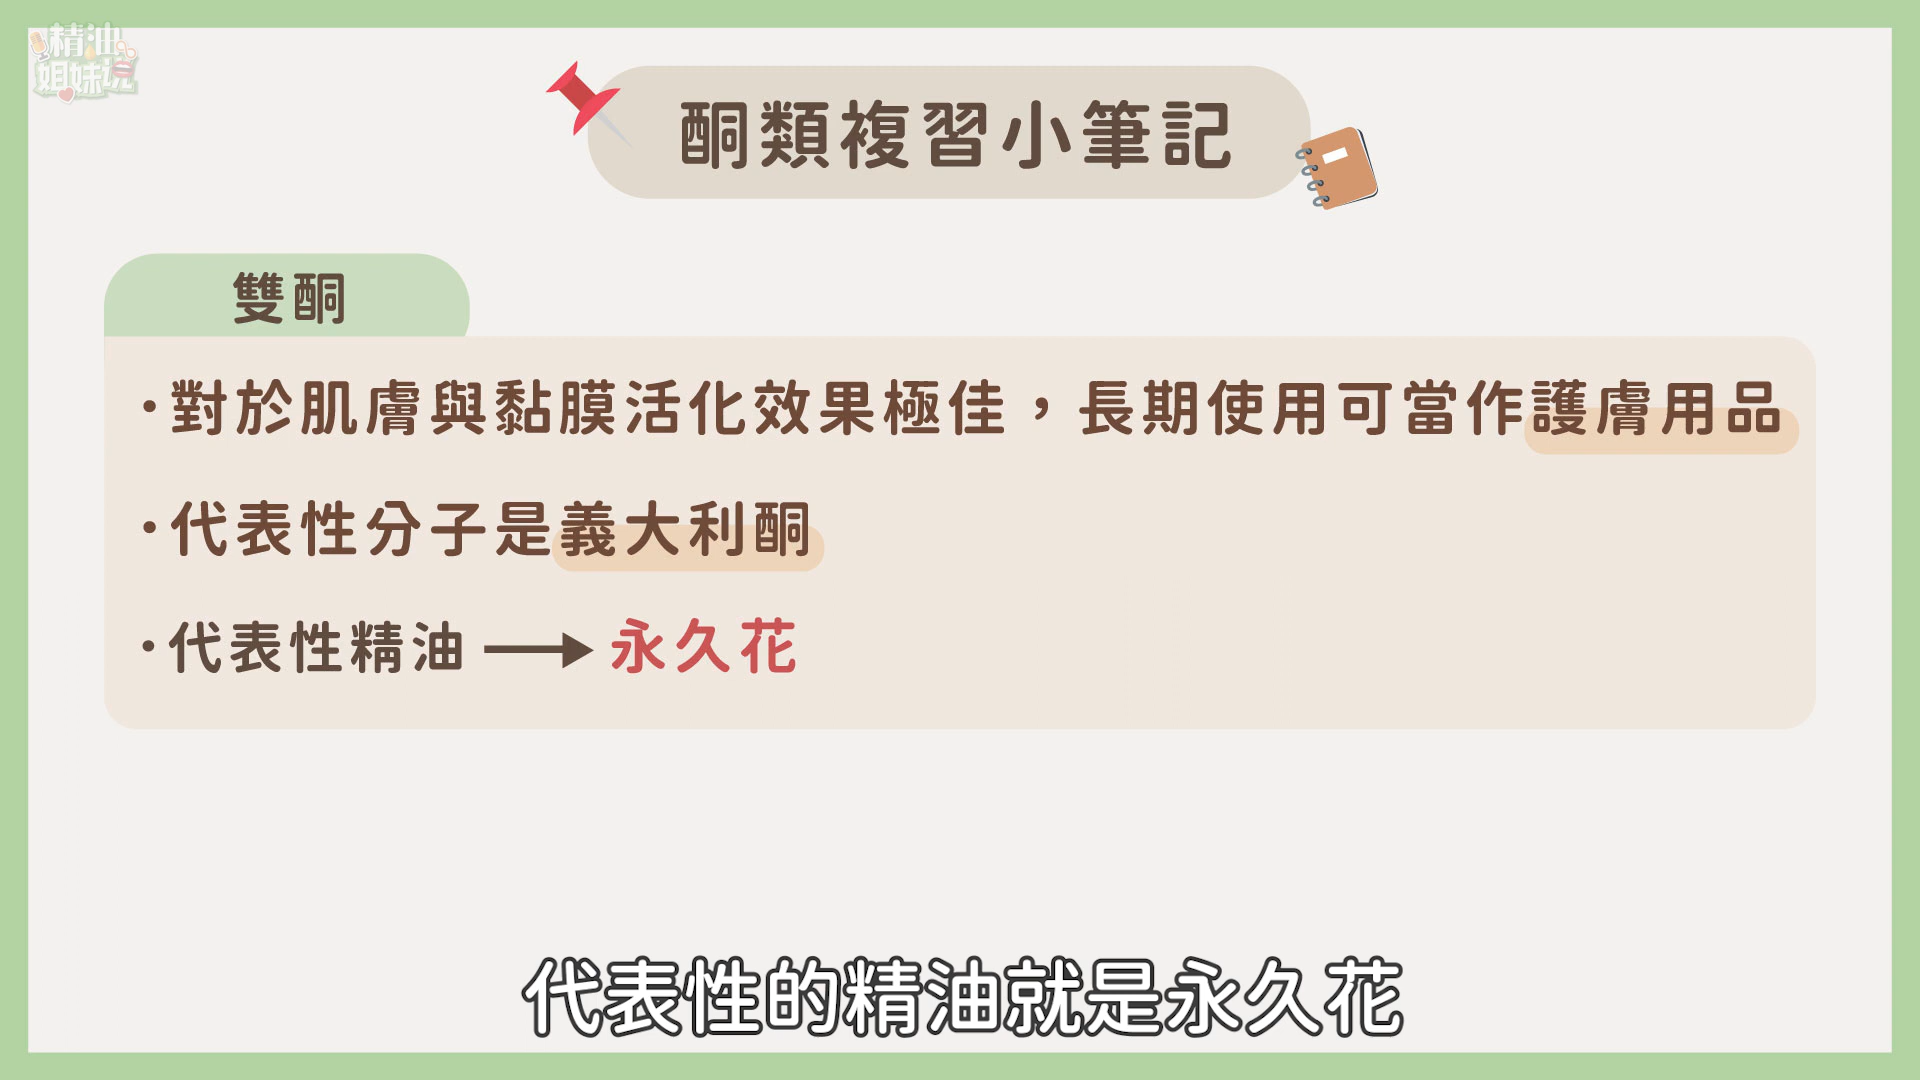 精油
姐妹說
酮類複習小筆記
雙酮
·對於肌膚與黏膜活化效果極佳，長期使用可當作護膚用品
·代表性分子是義大利酮
·代表性精油→永久花
代表性的精油就是永久花